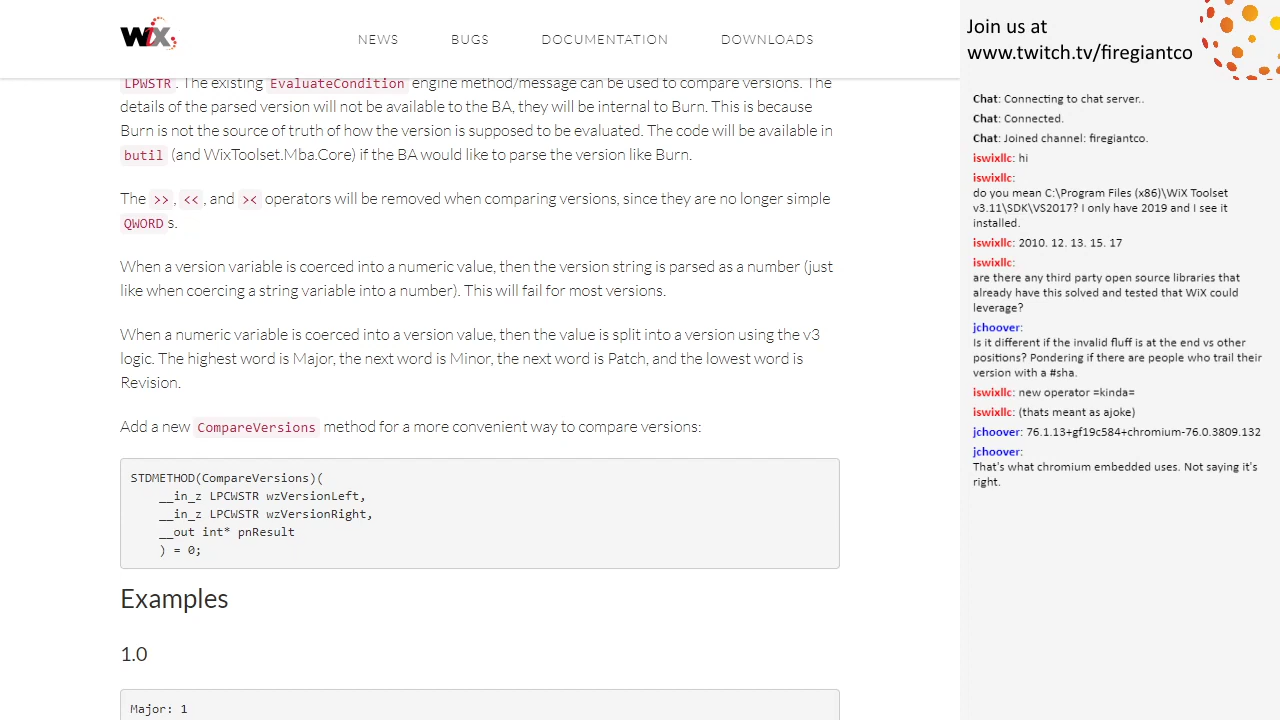 WiX
NEWS
BUGS
DOCUMENTATION
DOWNLOADS
LPWSTR . The existing EvaluateCondition engine method/message can be used to compare versions. The
details of the parsed version will not be available to the BA, they will be internal to Burn. This is because
Burn is not the source of truth of how the version is supposed to be evaluated. The code will be available in
butil (and WixToolset.Mba.Core) if the BA would like to parse the version like Burn.
The >> , << , and >< operators will be removed when comparing versions, since they are no longer simple
QWORD s.
When a version variable is coerced into a numeric value, then the version string is parsed as a number (just
like when coercing a string variable into a number). This will fail for most versions.
When a numeric variable is coerced into a version value, then the value is split into a version using the v3
logic. The highest word is Major, the next word is Minor, the next word is Patch, and the lowest word is
Revision.
Add a new CompareVersions method for a more convenient way to compare versions:
STDMETHOD(CompareVersions)(
__in_z LPCWSTR wzVersionLeft,
__in_z LPCWSTR wzVersionRight,
__out int* pnResult
) = 0;
Examples
1.0
Major: 1
Join us at
www.twitch.tv/firegiantco
Chat: Connecting to chat server..
Chat: Connected.
Chat: Joined channel: firegiantco.
iswixllc: hi
iswixllc:
do you mean C:\Program Files (x86)\WiX Toolset
v3.11\SDK\VS2017? I only have 2019 and I see it
installed.
iswixllc: 2010. 12. 13. 15. 17
iswixllc:
are there any third party open source libraries that
already have this solved and tested that WiX could
leverage?
jchoover:
Is it different if the invalid fluff is at the end vs other
positions? Pondering if there are people who trail their
version with a #sha.
iswixllc: new operator =kinda=
iswixllc: (thats meant as ajoke)
jchoover: 76.1.13+gf19c584+chromium-76.0.3809.132
jchoover:
That's what chromium embedded uses. Not saying it's
right.